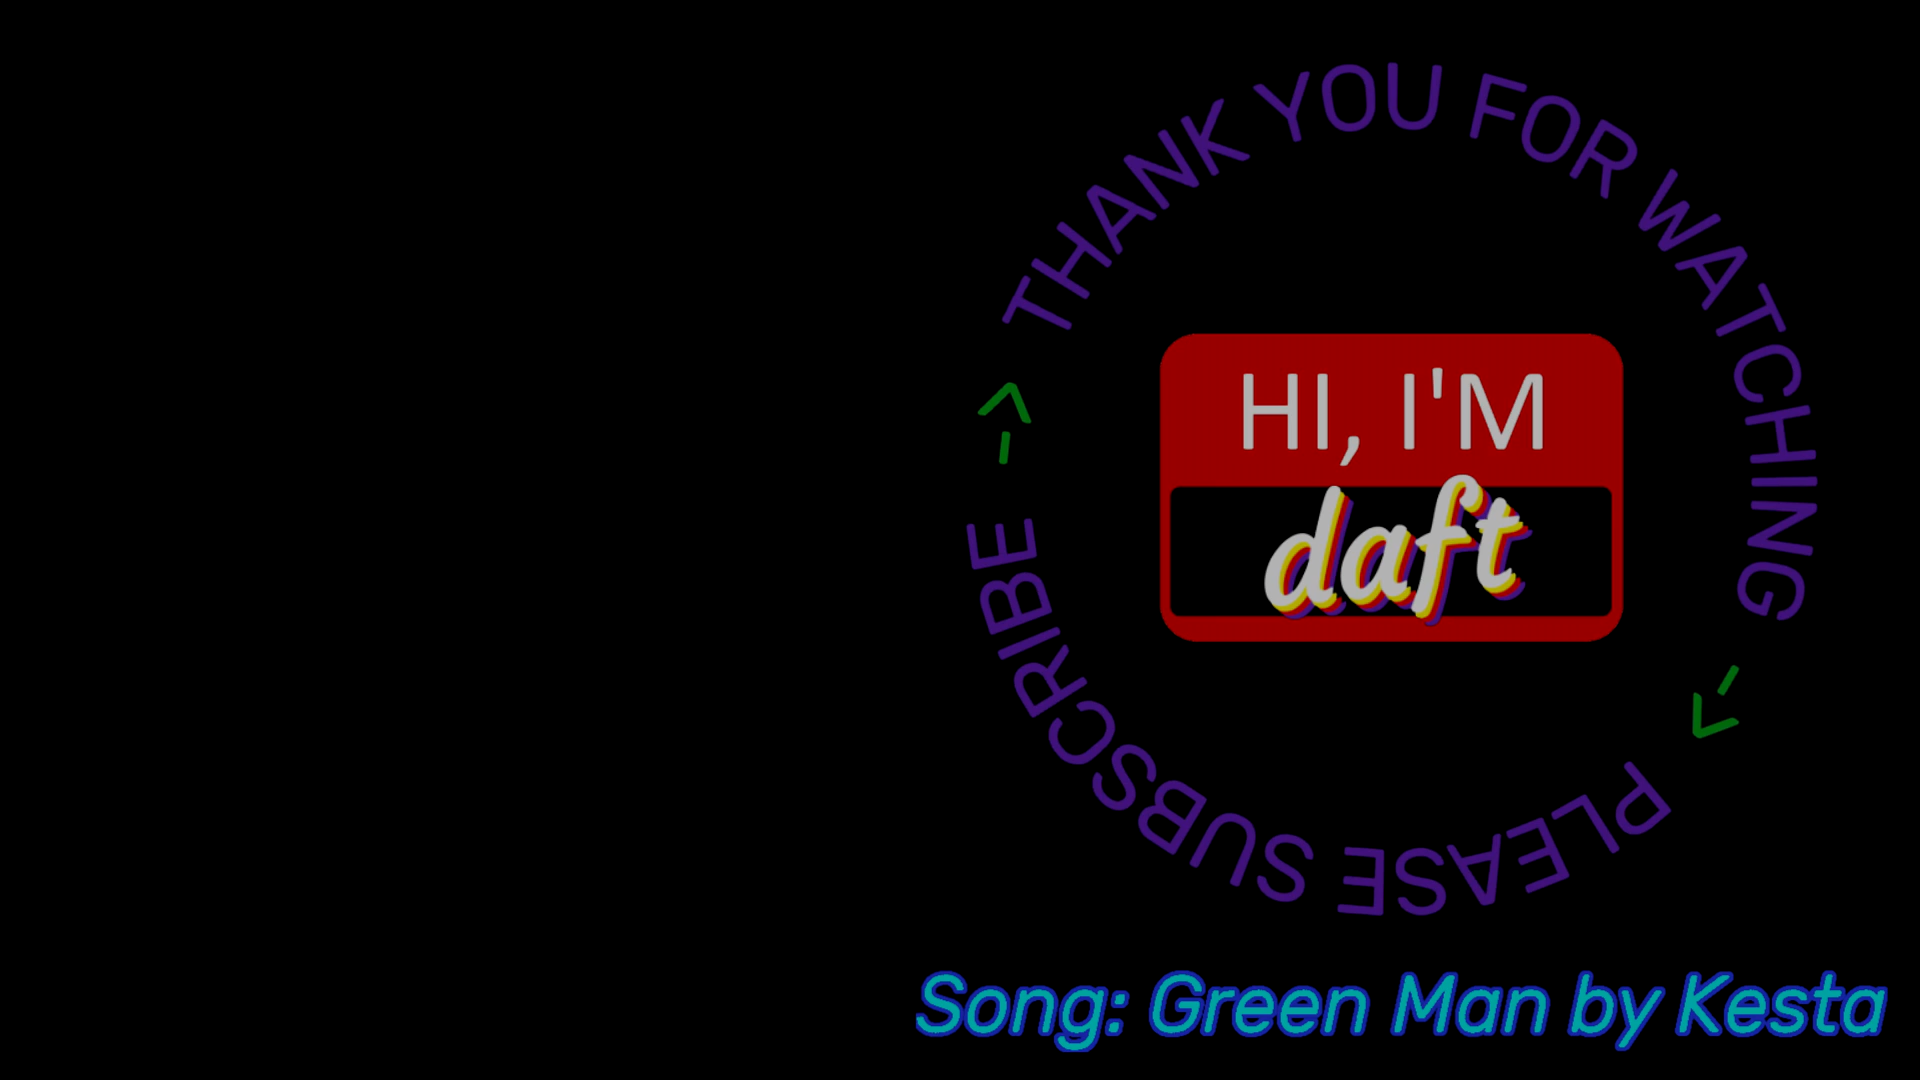 THANK YOU FOR WATCHING
-> PLEASE SUBSCRIBE ->
HI, I'M
daft
Song: Green Man by Kesta